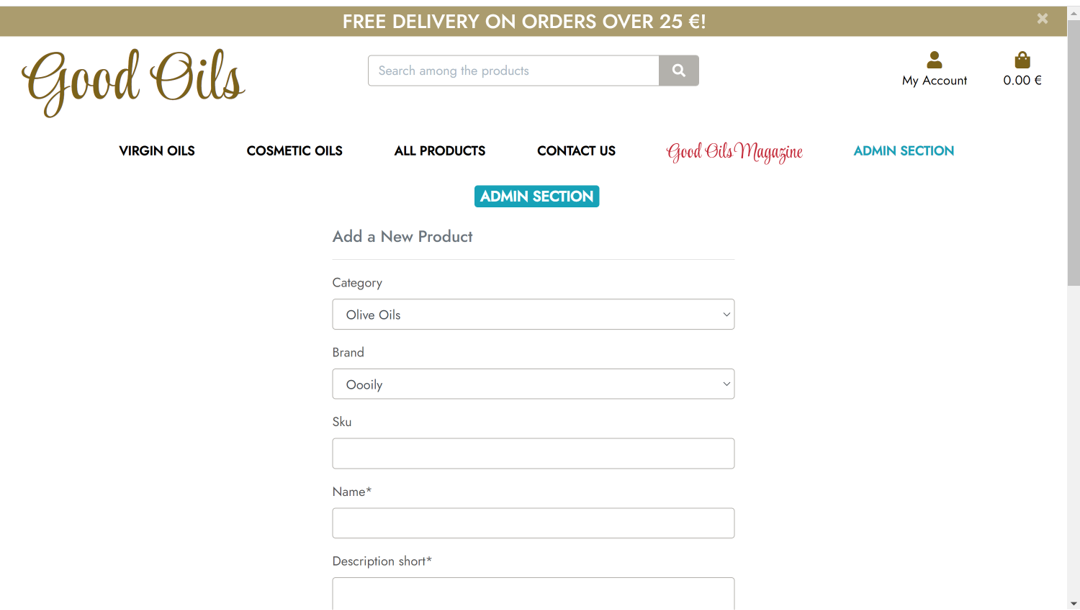 FREE DELIVERY ON ORDERS OVER 25 €!
×
Good Oils
Search among the products
My Account
0.00 €
VIRGIN OILS
COSMETIC OILS
ALL PRODUCTS
CONTACT US
Good Oils Magazine
ADMIN SECTION
ADMIN SECTION
Add a New Product
Category
Olive Oils
Brand
Oooily
Sku
Name*
Description short*